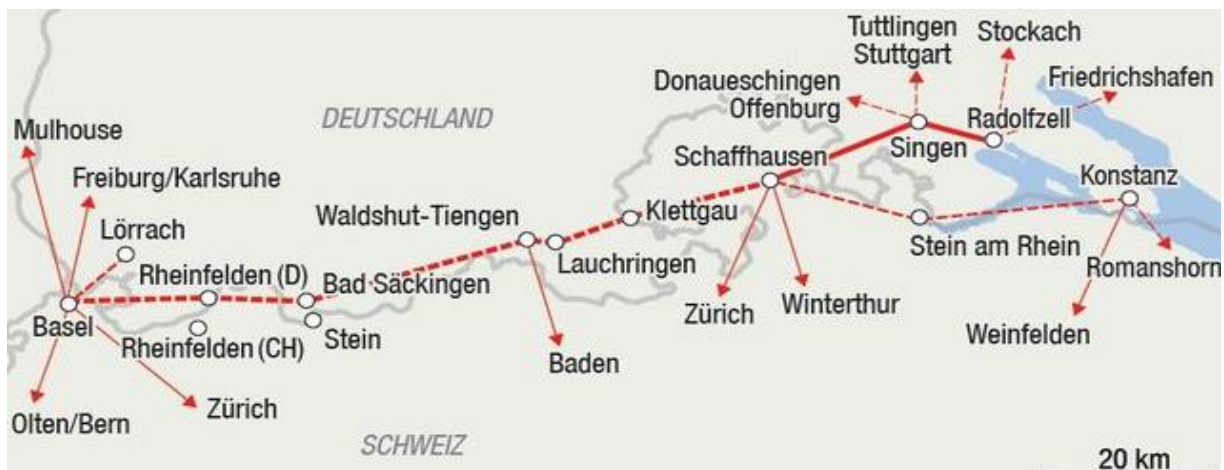 Tuttlingen
Stuttgart
Stockach
Donaueschingen
Offenburg
Friedrichshafen
DEUTSCHLAND
Mulhouse
Radolfzell
Singen
Schaffhausen
Freiburg/Karlsruhe
Konstanz
Waldshut-Tiengen
Klettgau
Lörrach
Stein am Rhein
Lauchringen
Rheinfelden (D)
Bad Säckingen
Romanshorn
Zürich
Winterthur
Basel
Rheinfelden (CH)
Stein
Weinfelden
Baden
Zürich
Olten/Bern
SCHWEIZ
20 km